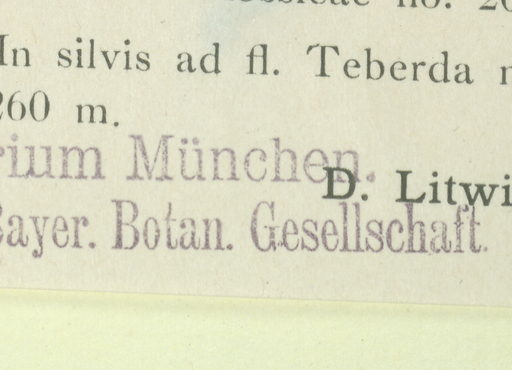 In silvis ad fl. Teberda
260 m.
rium München.
D. Litwi
Bayer. Botan. Gesellschaft.